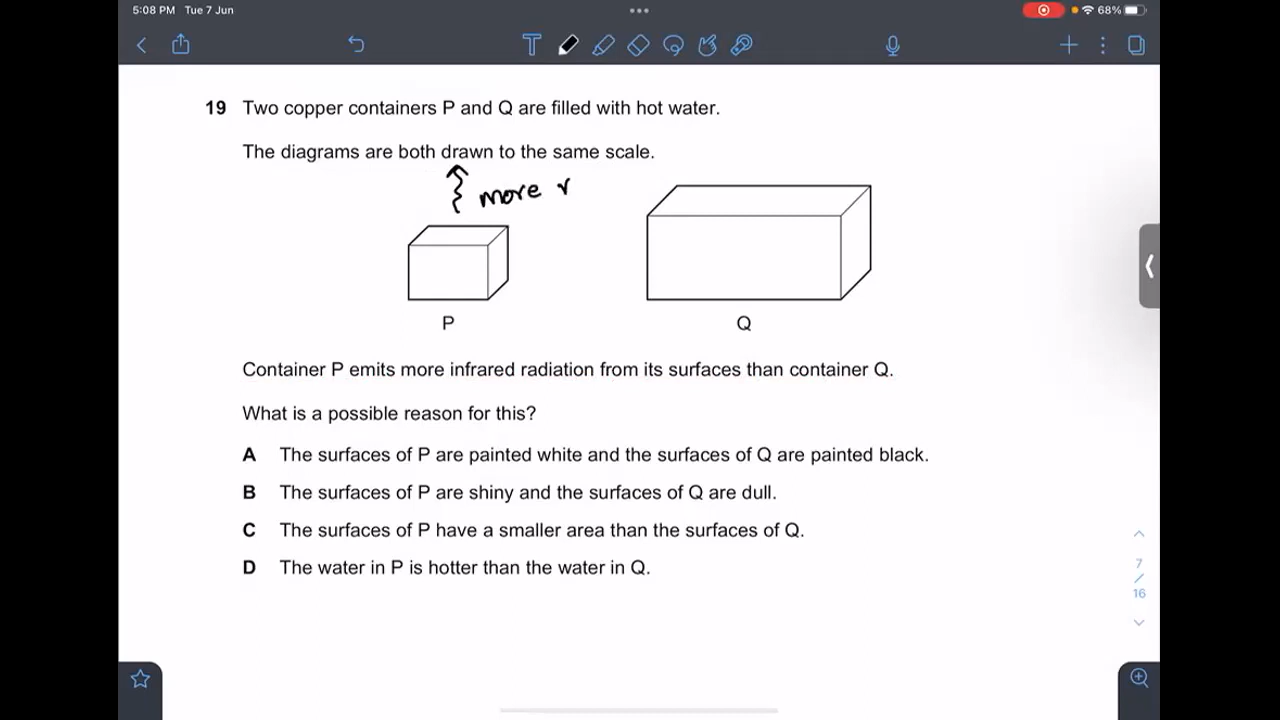 5:08 PM Tue 7 Jun
68%
19 Two copper containers P and Q are filled with hot water.
The diagrams are both drawn to the same scale.
more r
P
Q
Container P emits more infrared radiation from its surfaces than container Q.
What is a possible reason for this?
A The surfaces of P are painted white and the surfaces of Q are painted black.
B The surfaces of P are shiny and the surfaces of Q are dull.
C The surfaces of P have a smaller area than the surfaces of Q.
D The water in P is hotter than the water in Q.
7
/
16